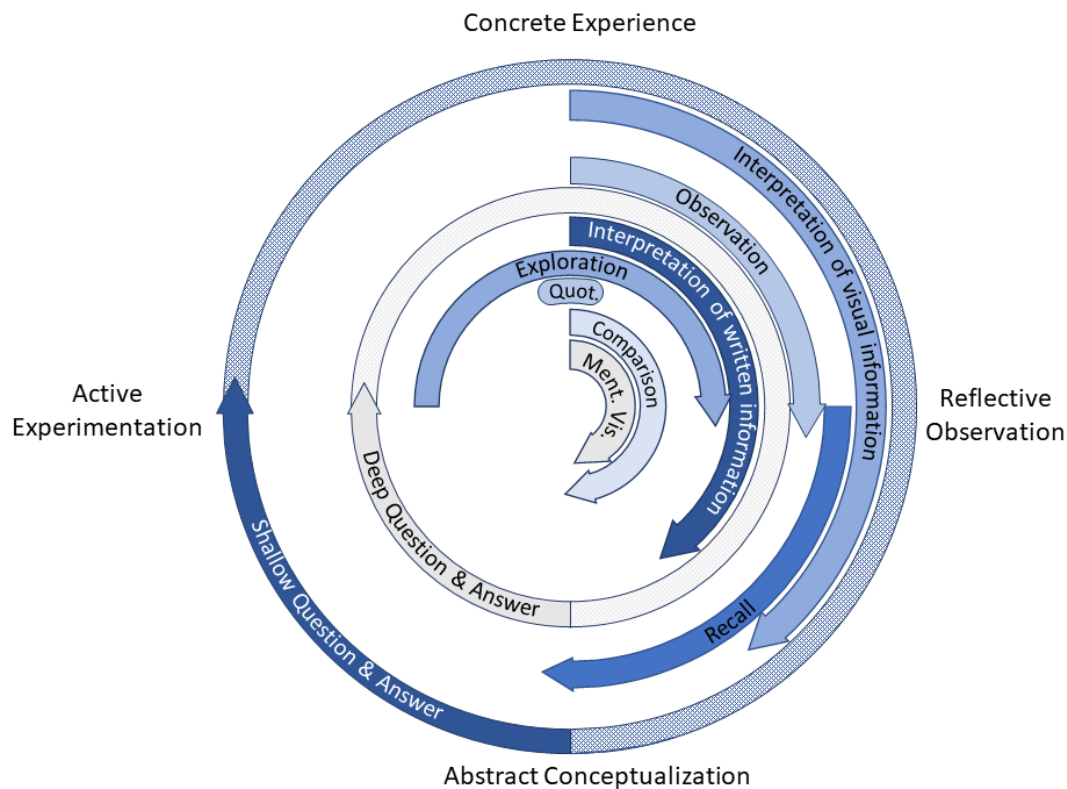 Concrete Experience
Interpretation of visual information
Observation
Interpretation of written information
Exploration
Quot.
Comparison
Ment. Vis.
Active
Experimentation
Reflective
Observation
Deep Question & Answer
Shallow Question & Answer
Recall
Abstract Conceptualization